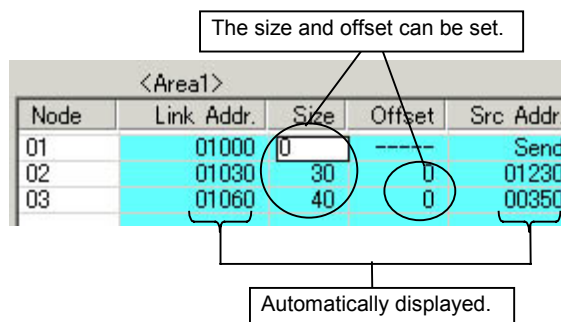 The size and offset can be set.
<Area1>
Node Link Addr. Size Offset Src Addr.
01 01000 0 ----- Send
02 01030 30 0 01230
03 01060 40 0 00350
Automatically displayed.